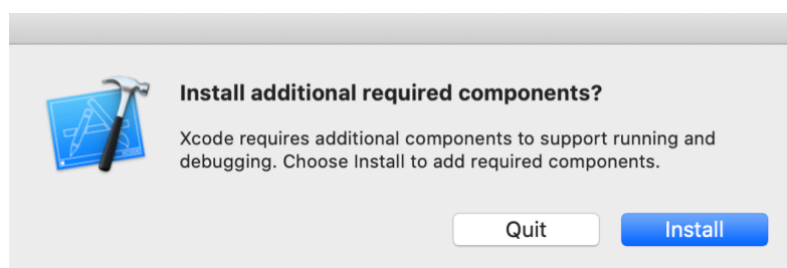 Install additional required components?
Xcode requires additional components to support running and
debugging. Choose Install to add required components.
Quit
Install